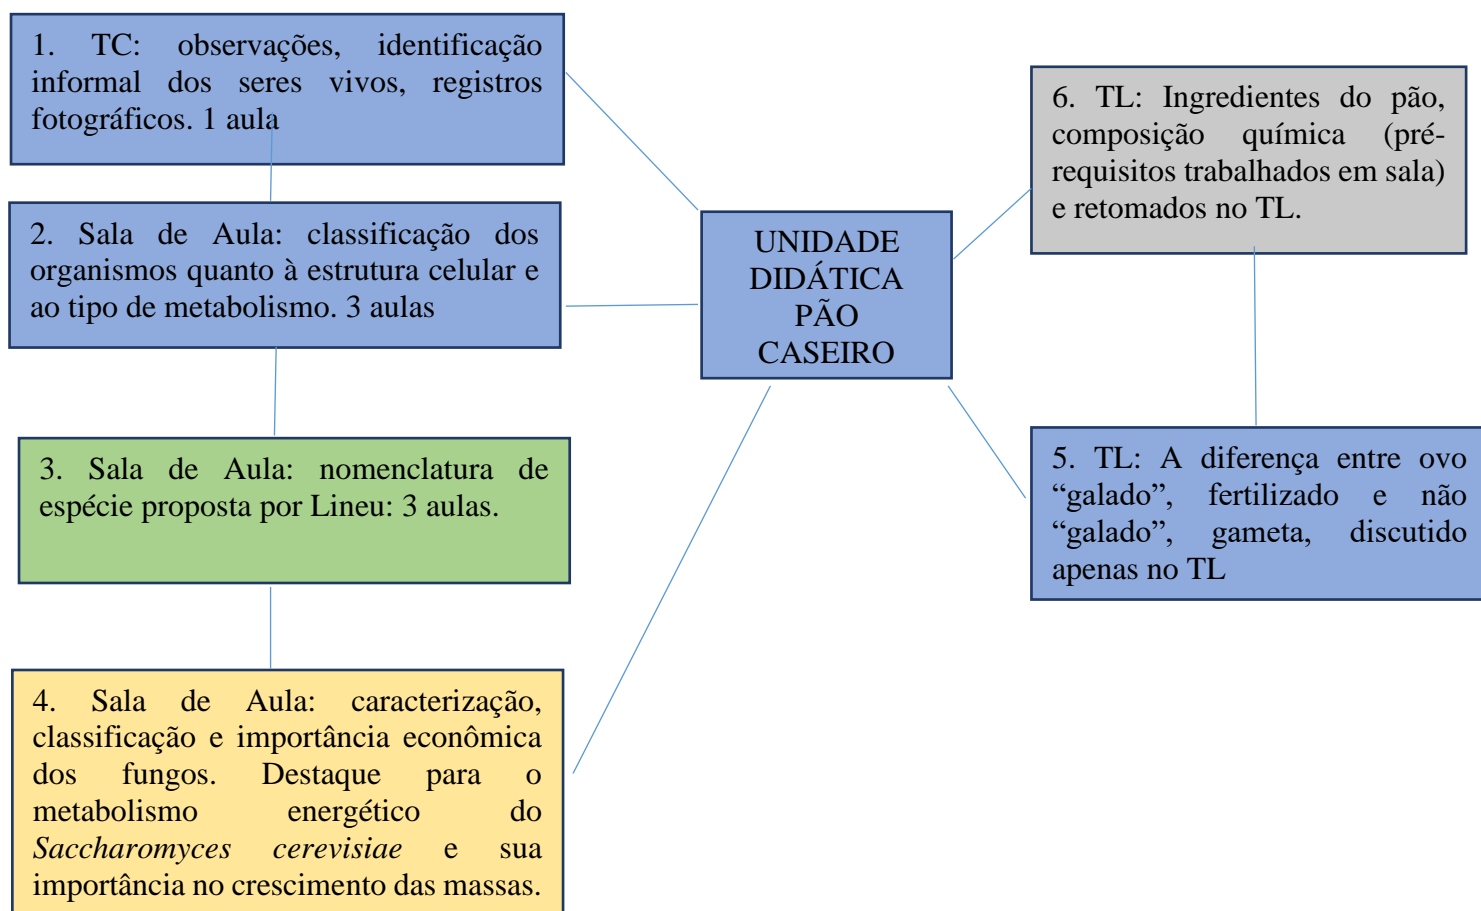 1. TC: observações, identificação
informal dos seres vivos, registros
fotográficos. 1 aula
2. Sala de Aula: classificação dos
organismos quanto à estrutura celular e
ao tipo de metabolismo. 3 aulas
3. Sala de Aula: nomenclatura de
espécie proposta por Lineu: 3 aulas.
4. Sala de Aula: caracterização,
classificação e importância econômica
dos fungos. Destaque para o
metabolismo energético do
Saccharomyces cerevisiae e sua
importância no crescimento das massas.
UNIDADE
DIDÁTICA
PÃO
CASEIRO
6. TL: Ingredientes do pão,
composição química (pré-
requisitos trabalhados em sala)
e retomados no TL.
5. TL: A diferença entre ovo
“galado”, fertilizado e não
“galado”, gameta, discutido
apenas no TL